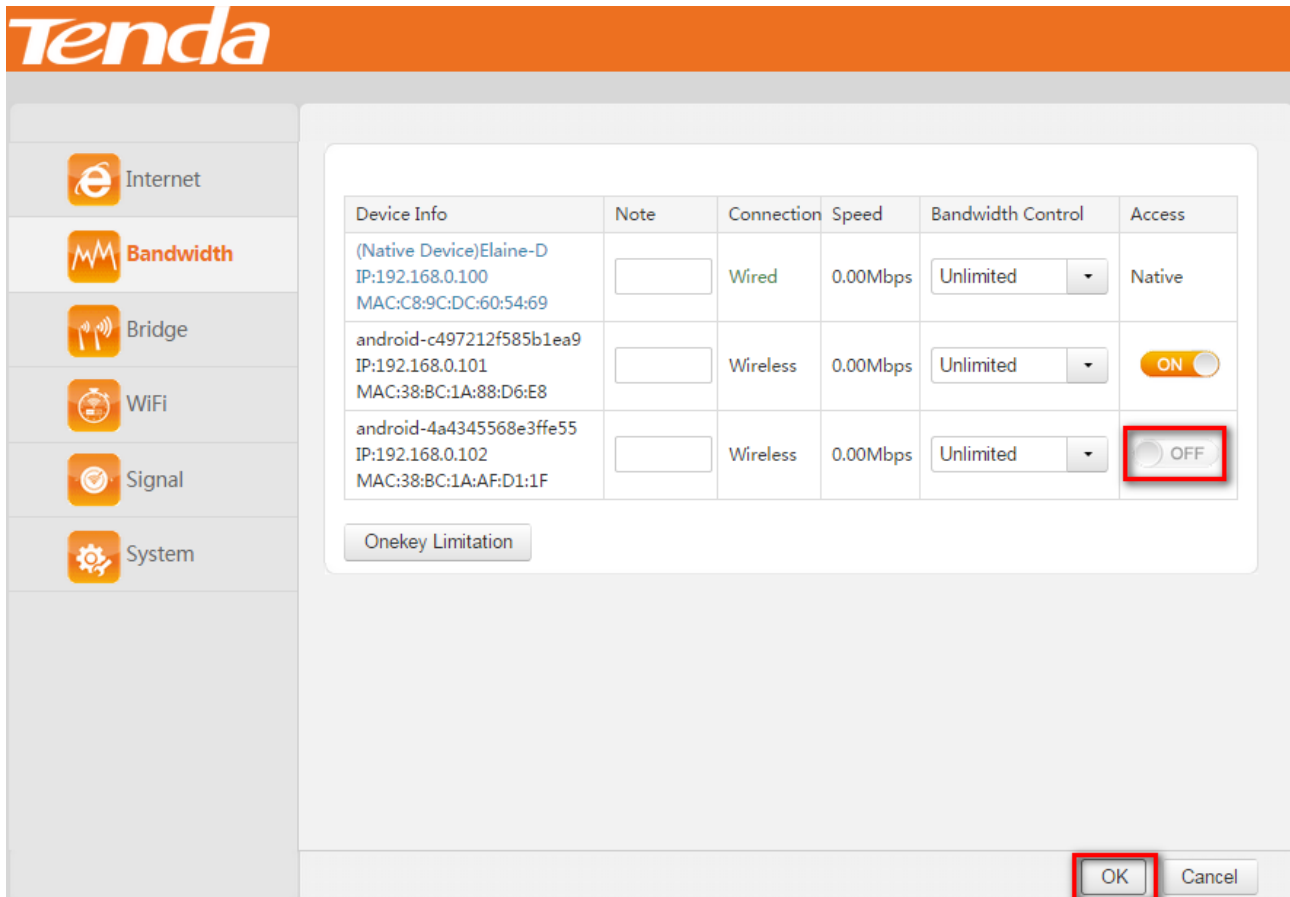 Tenda
Internet
Bandwidth
Bridge
WiFi
Signal
System
Device Info Note Connection Speed Bandwidth Control Access
(Native Device)Elaine-D
IP:192.168.0.100
MAC:C8:9C:DC:60:54:69
Wired 0.00Mbps Unlimited Native
android-c497212f585b1ea9
IP:192.168.0.101
MAC:38:BC:1A:88:D6:E8
Wireless 0.00Mbps Unlimited ON
android-4a4345568e3ffe55
IP:192.168.0.102
MAC:38:BC:1A:AF:D1:1F
Wireless 0.00Mbps Unlimited OFF
Onekey Limitation
OK Cancel